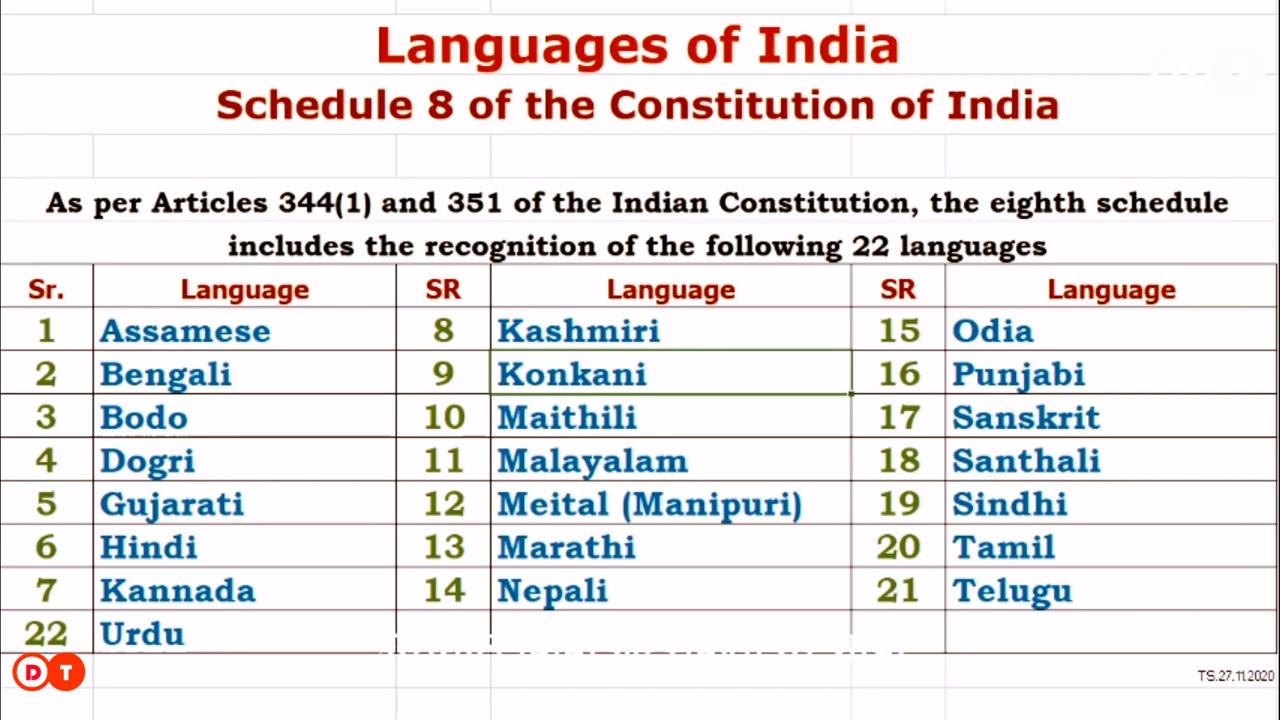 Languages of India
Schedule 8 of the Constitution of India
As per Articles 344(1) and 351 of the Indian Constitution, the eighth schedule
includes the recognition of the following 22 languages
Sr. Language SR Language SR Language
1 Assamese 8 Kashmiri 15 Odia
2 Bengali 9 Konkani 16 Punjabi
3 Bodo 10 Maithili 17 Sanskrit
4 Dogri 11 Malayalam 18 Santhali
5 Gujarati 12 Meital (Manipuri) 19 Sindhi
6 Hindi 13 Marathi 20 Tamil
7 Kannada 14 Nepali 21 Telugu
22 Urdu
D T
TS.27.11.2020